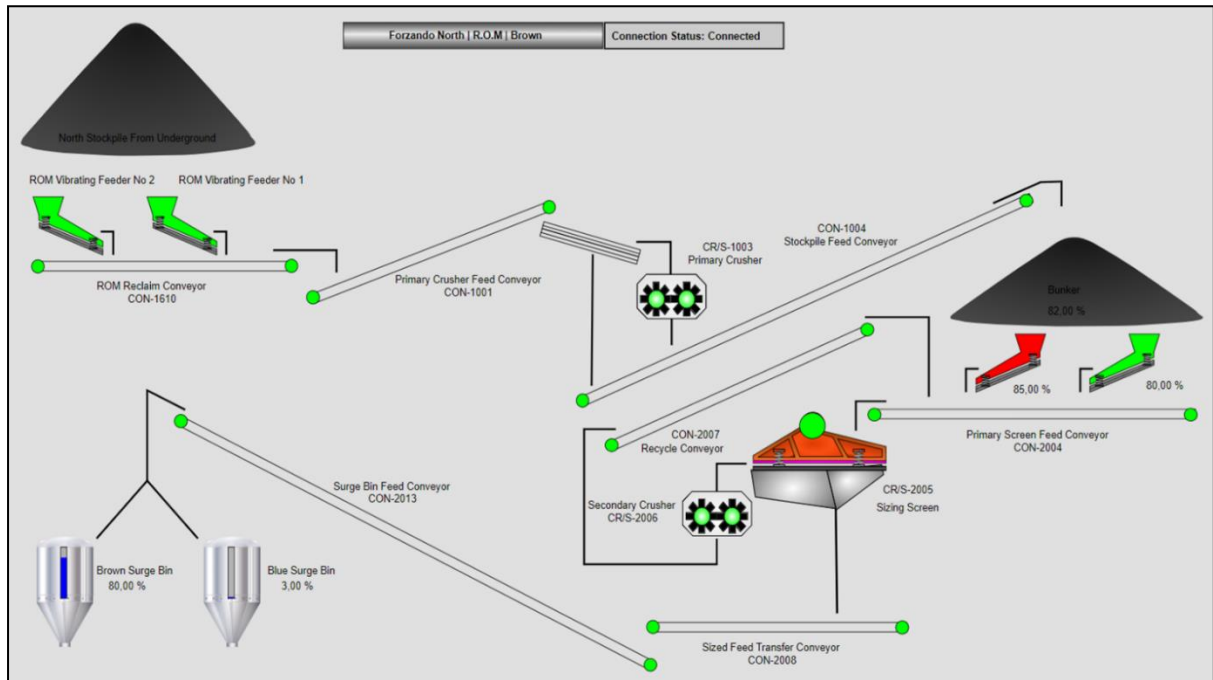 Forzando North | R.O.M | Brown
Connection Status: Connected
North Stockpile From Underground
ROM Vibrating Feeder No 2
ROM Vibrating Feeder No 1
ROM Reclaim Conveyor
CON-1610
Primary Crusher Feed Conveyor
CON-1001
CR/S-1003
Primary Crusher
CON-1004
Stockpile Feed Conveyor
Bunker
82,00 %
85,00 %
80,00 %
Primary Screen Feed Conveyor
CON-2004
CON-2007
Recycle Conveyor
CR/S-2005
Sizing Screen
Secondary Crusher
CR/S-2006
Surge Bin Feed Conveyor
CON-2013
Brown Surge Bin
80,00 %
Blue Surge Bin
3,00 %
Sized Feed Transfer Conveyor
CON-2008